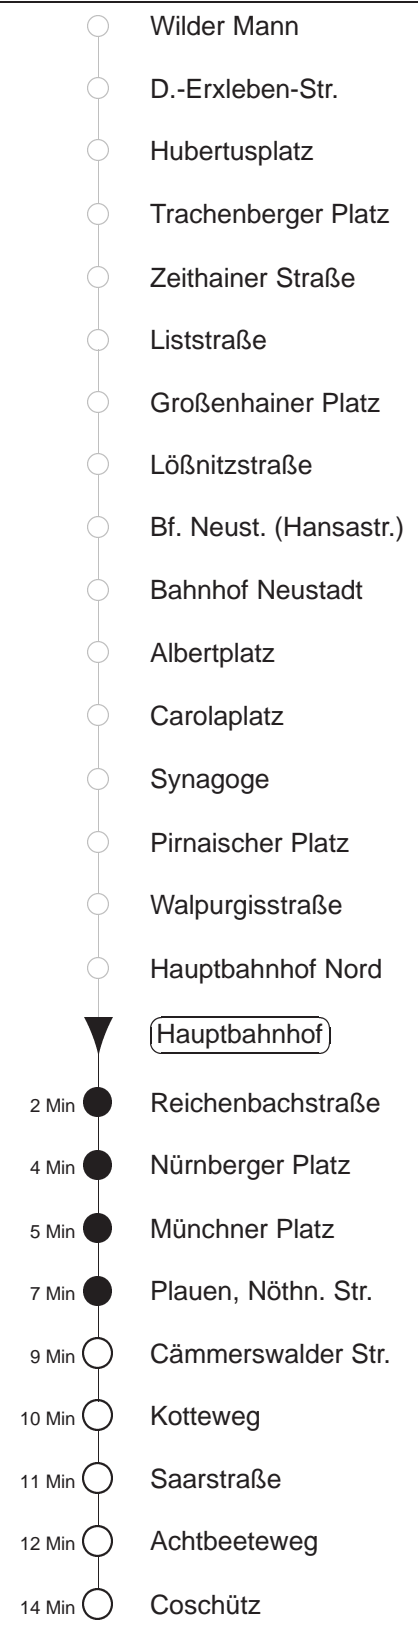 Wilder Mann
D.-Erxleben-Str.
Hubertusplatz
Trachenberger Platz
Zeithainer Straße
Liststraße
Großenhainer Platz
Lößnitzstraße
Bf. Neust. (Hansastr.)
Bahnhof Neustadt
Albertplatz
Carolaplatz
Synagoge
Pirnaischer Platz
Walpurgisstraße
Hauptbahnhof Nord
Hauptbahnhof
2 Min Reichenbachstraße
4 Min Nürnberger Platz
5 Min Münchner Platz
7 Min Plauen, Nöthn. Str.
9 Min Cämmerswalder Str.
10 Min Kotteweg
11 Min Saarstraße
12 Min Achtbeeteweg
14 Min Coschütz